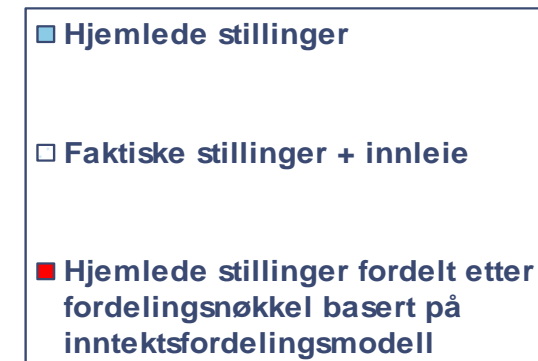 Hjemlede stillinger
Faktiske stillinger + innleie
Hjemlede stillinger fordelt etter
fordelingsnøkkel basert på
inntektsfordelingsmodell